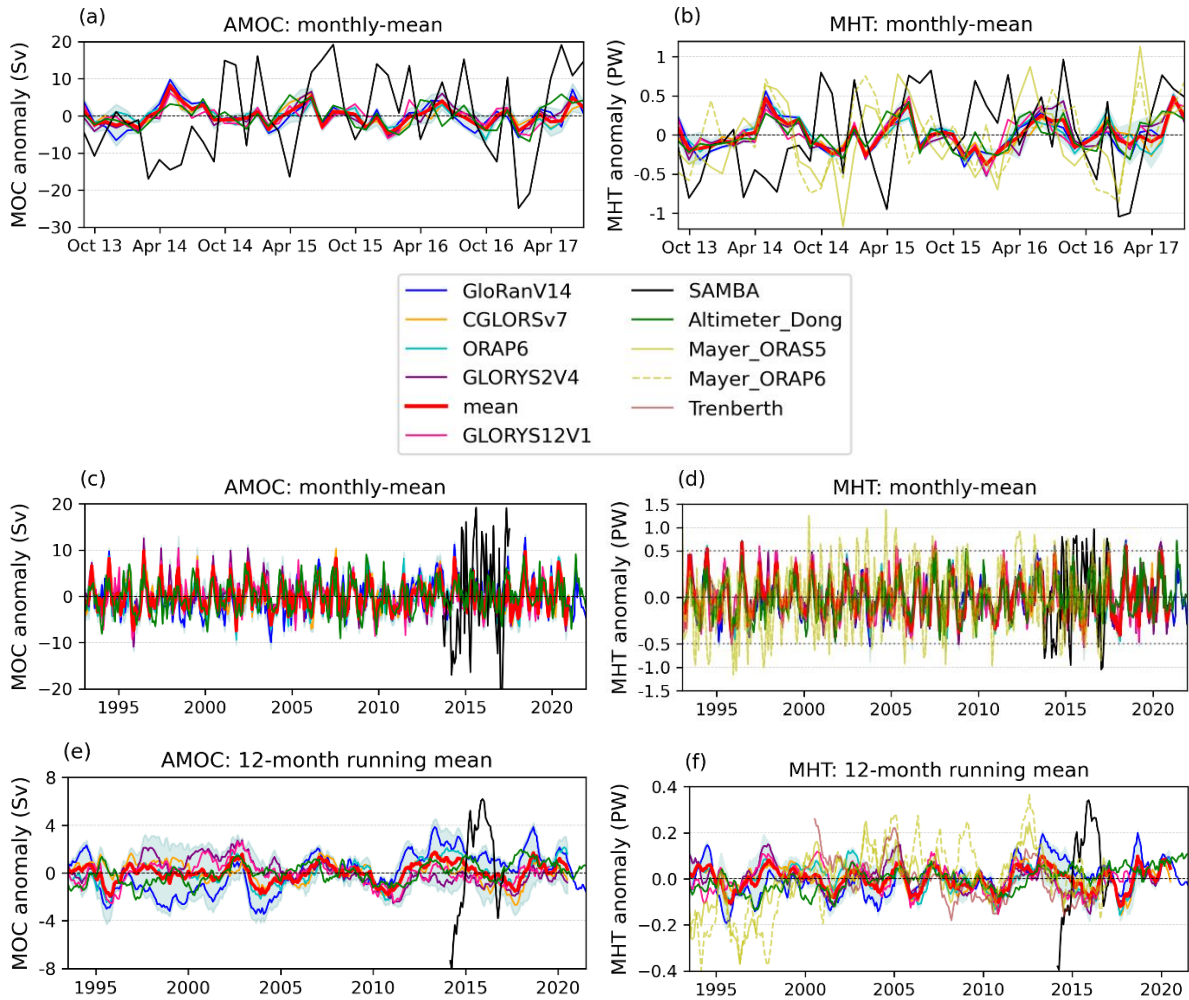 (a) AMOC: monthly-mean
MOC anomaly (Sv)
20
10
0
−10
−20
−30
Oct 13 Apr 14 Oct 14 Apr 15 Oct 15 Apr 16 Oct 16 Apr 17
(b) MHT: monthly-mean
MHT anomaly (PW)
1
0.5
0
-0.5
-1
Oct 13 Apr 14 Oct 14 Apr 15 Oct 15 Apr 16 Oct 16 Apr 17
GloRanV14
CGLORSv7
ORAP6
GLORYS2V4
mean
GLORYS12V1
SAMBA
Altimeter_Dong
Mayer_ORAS5
Mayer_ORAP6
Trenberth
(c) AMOC: monthly-mean
MOC anomaly (Sv)
20
10
0
−10
−20
1995 2000 2005 2010 2015 2020
(d) MHT: monthly-mean
MHT anomaly (PW)
1.5
1.0
0.5
0.0
-0.5
-1.0
-1.5
1995 2000 2005 2010 2015 2020
(e) AMOC: 12-month running mean
MOC anomaly (Sv)
8
4
0
−4
−8
1995 2000 2005 2010 2015 2020
(f) MHT: 12-month running mean
MHT anomaly (PW)
0.4
0.2
0.0
−0.2
−0.4
1995 2000 2005 2010 2015 2020